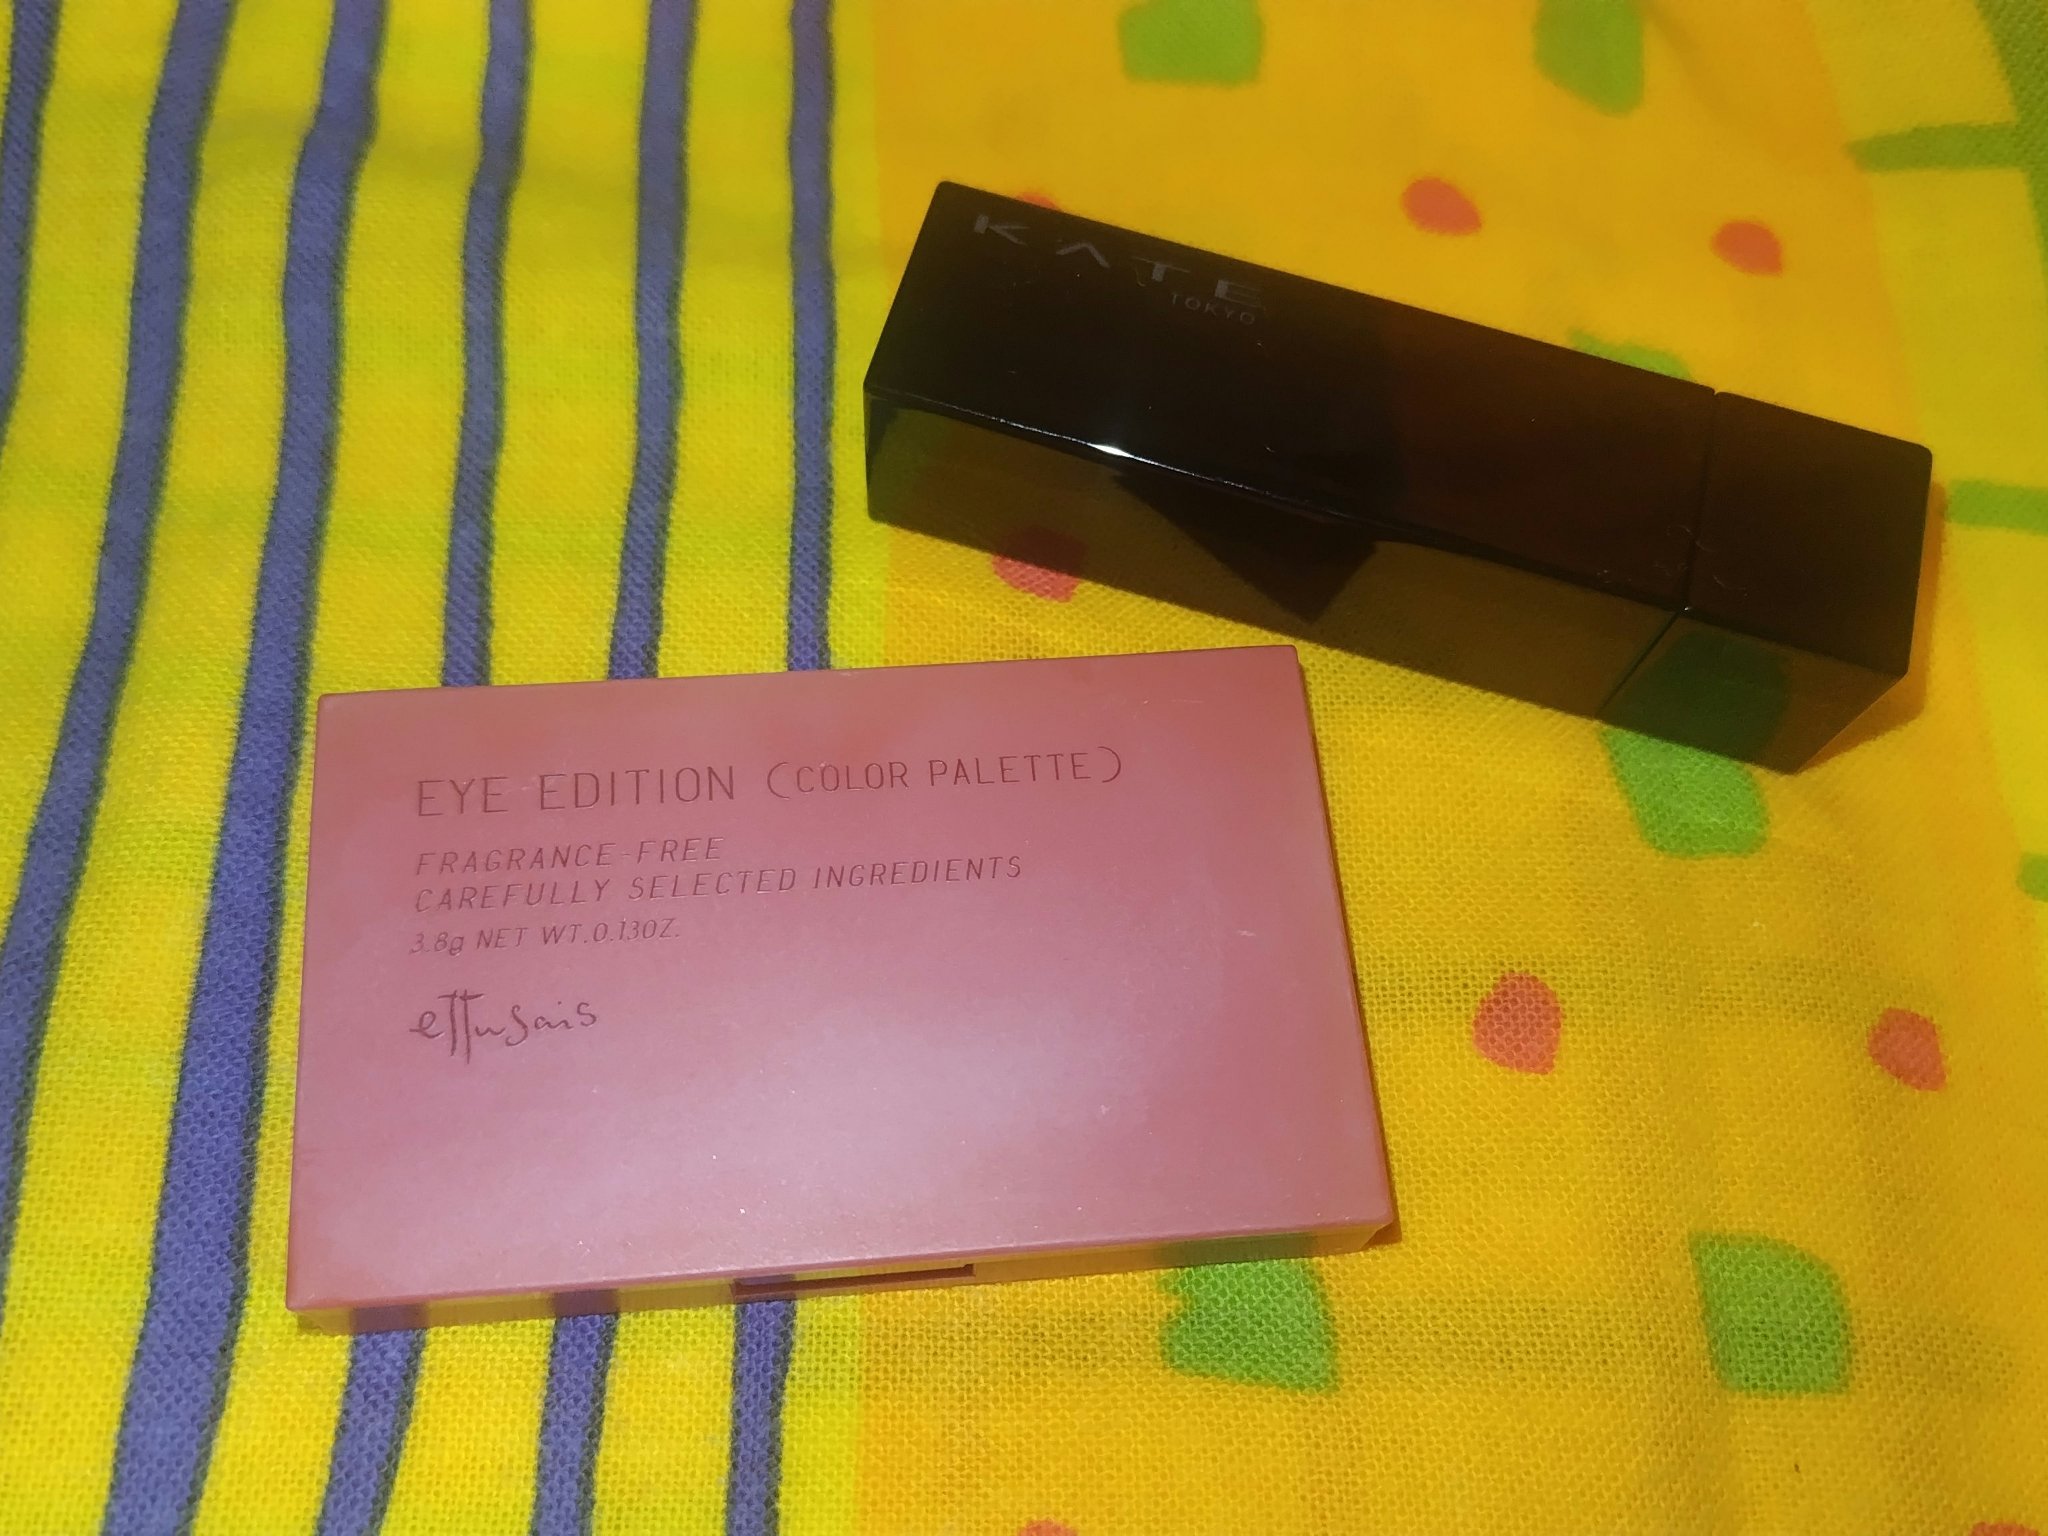 KATE
TOKYO
EYE EDITION (COLOR PALETTE)
FRAGRANCE-FREE
CAREFULLY SELECTED INGREDIENTS
3.8g NET WT.0.13OZ.
ettusais